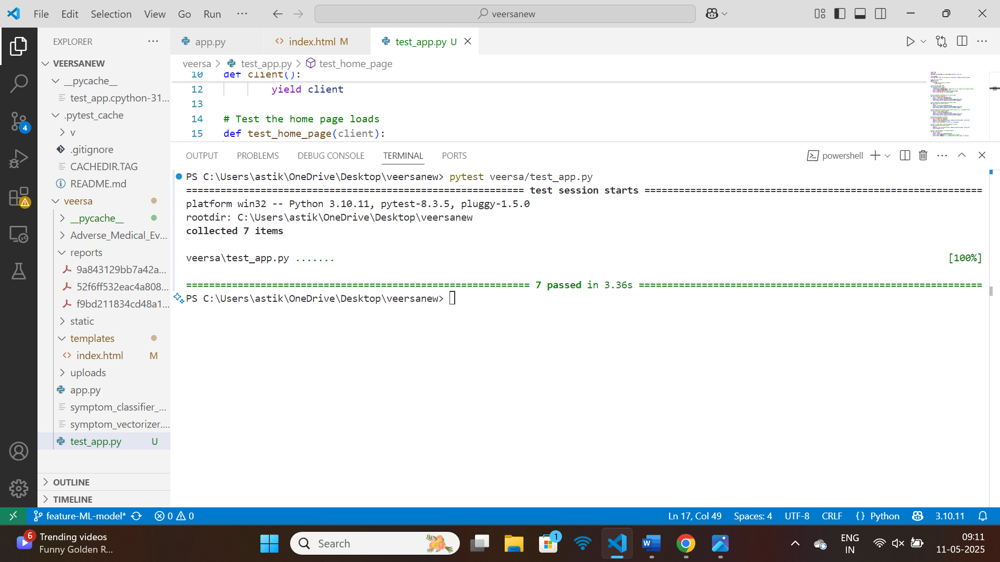 File Edit Selection View Go Run ... veersanew
EXPLORER ...
VEERSANEW
__pycache__
test_app.cpython-31...
.pytest_cache
v
.gitignore
CACHEDIR.TAG
README.md
veersa
__pycache__
Adverse_Medical_Ev...
reports
9a843129bb7a42a...
52f6ff532eac4a808...
f9bd211834cd48a1...
static
templates
index.html M
uploads
app.py
symptom_classifier_...
symptom_vectorizer....
test_app.py U
OUTLINE
TIMELINE
4
app.py index.html M test_app.py U
veersa > test_app.py > test_home_page
10 def client():
12 yield client
13
14 # Test the home page loads
15 def test_home_page(client):
OUTPUT PROBLEMS DEBUG CONSOLE TERMINAL PORTS powershell
PS C:\Users\astik\OneDrive\Desktop\veersanew> pytest veersa/test_app.py
=========================================================== test session starts ===========================================================
platform win32 -- Python 3.10.11, pytest-8.3.5, pluggy-1.5.0
rootdir: C:\Users\astik\OneDrive\Desktop\veersanew
collected 7 items
veersa\test_app.py ....... [100%]
============================================================ 7 passed in 3.36s ============================================================
PS C:\Users\astik\OneDrive\Desktop\veersanew>
feature-ML-model* 0 0 Ln 17, Col 49 Spaces: 4 UTF-8 CRLF {} Python 3.10.11
6
Trending videos
Funny Golden R...
Search
1
ENG
IN
09:11
11-05-2025